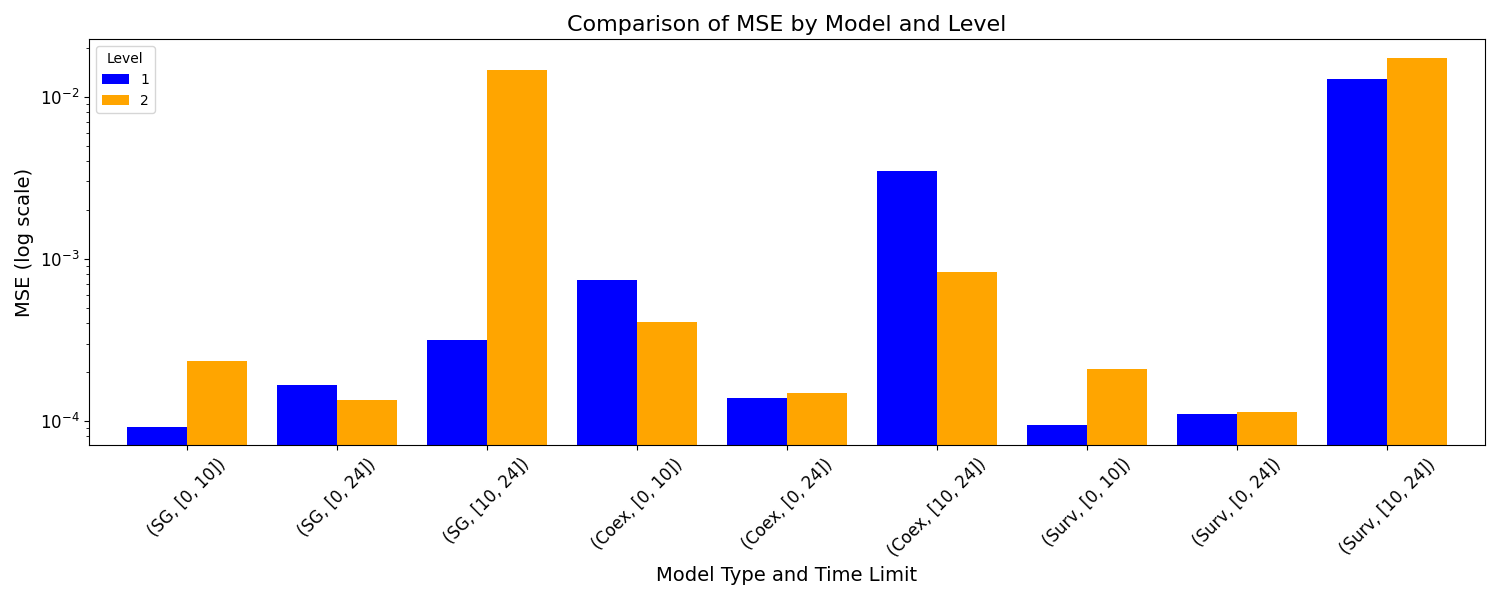 Comparison of MSE by Model and Level
Level
1
2
MSE (log scale)
10⁻²
10⁻³
10⁻⁴
(SG, [0, 10])
(SG, [0, 24])
(SG, [10, 24])
(Coex, [0, 10])
(Coex, [0, 24])
(Coex, [10, 24])
(Surv, [0, 10])
(Surv, [0, 24])
(Surv, [10, 24])
Model Type and Time Limit